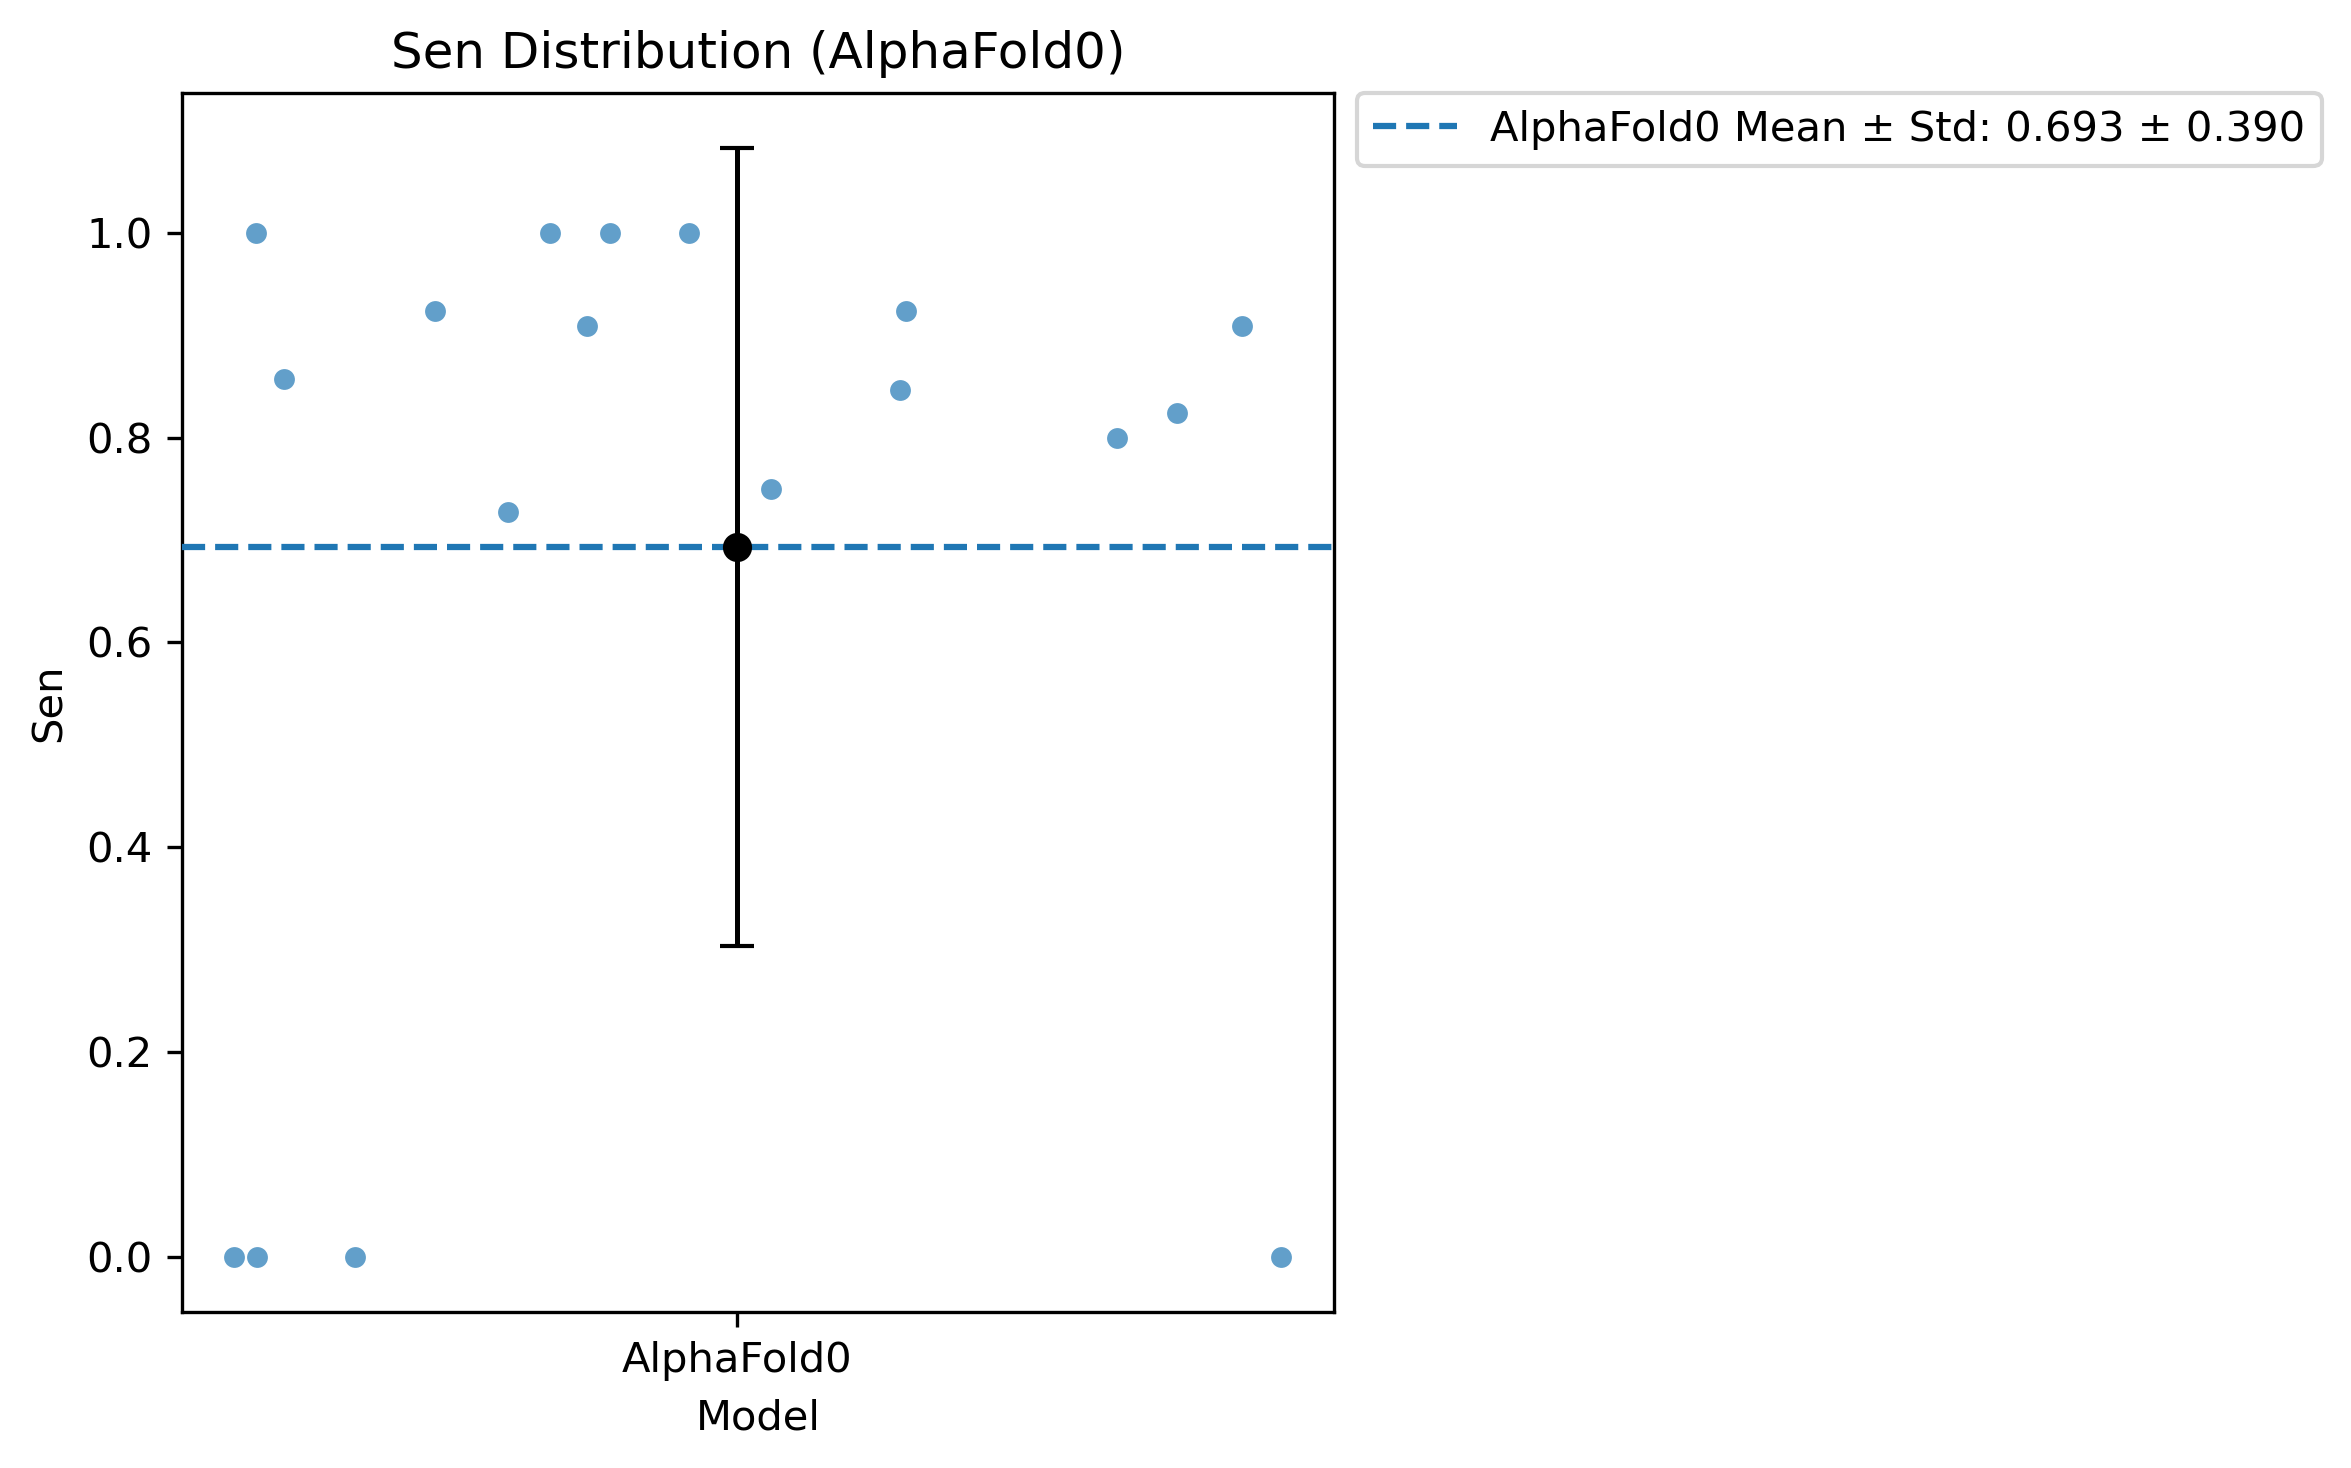 Sen Distribution (AlphaFold0)
AlphaFold0 Mean ± Std: 0.693 ± 0.390
1.0
0.8
0.6
0.4
0.2
0.0
Sen
AlphaFold0
Model